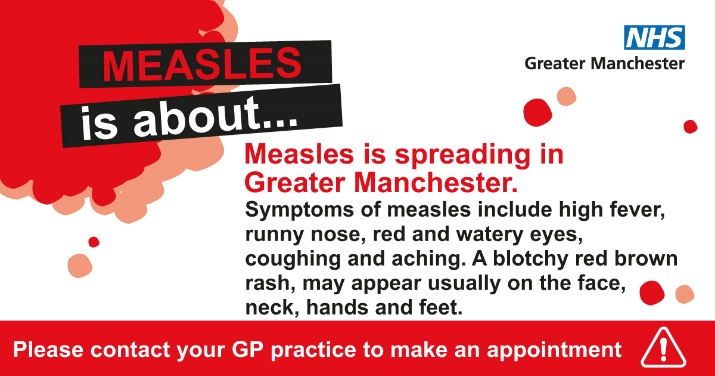 MEASLES
is about...
NHS
Greater Manchester
Measles is spreading in
Greater Manchester.
Symptoms of measles include high fever,
runny nose, red and watery eyes,
coughing and aching. A blotchy red brown
rash, may appear usually on the face,
neck, hands and feet.
Please contact your GP practice to make an appointment
!